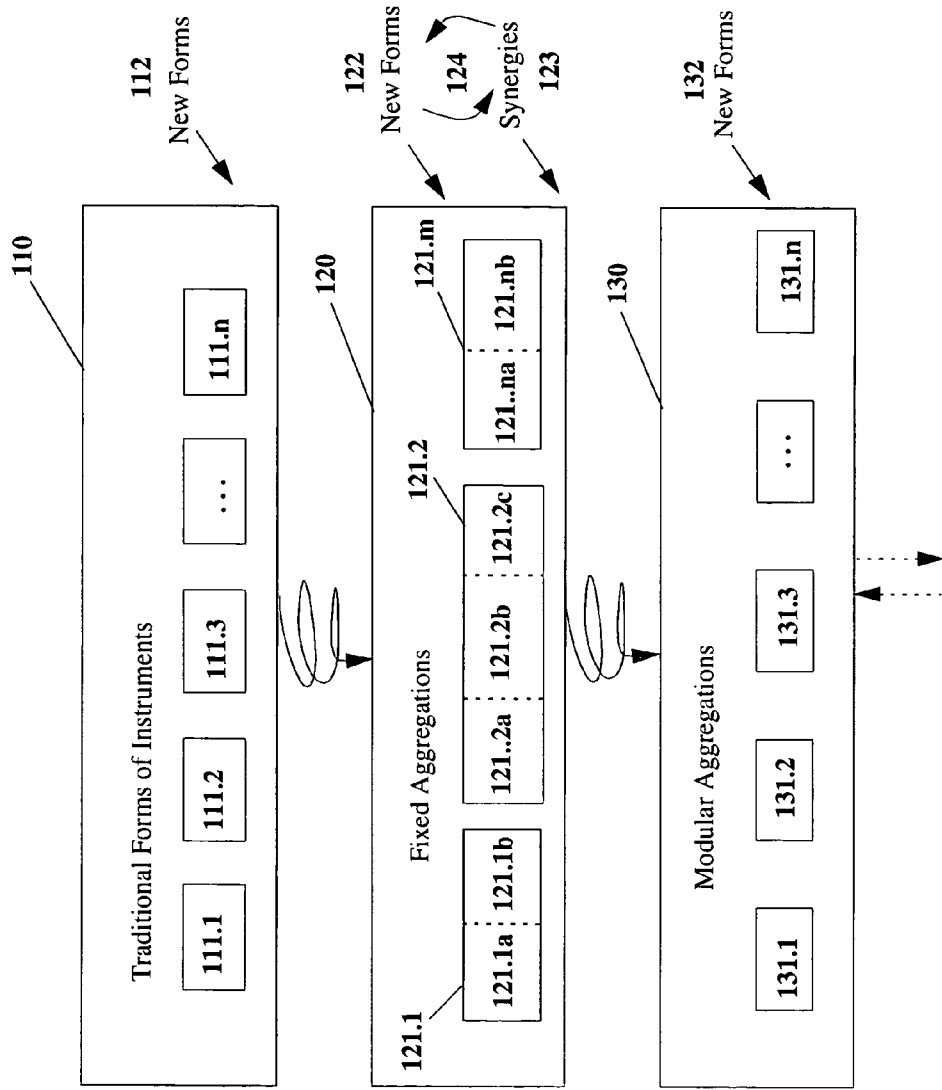 110
112
New Forms
Traditional Forms of Instruments
111.1
111.2
111.3
...
111.n
120
122
New Forms
124
Synergies
123
Fixed Aggregations
121.1
121.2
121.m
121.1a
121.1b
121..2a
121.2b
121.2c
121..na
121.nb
130
132
New Forms
Modular Aggregations
131.1
131.2
131.3
...
131.n